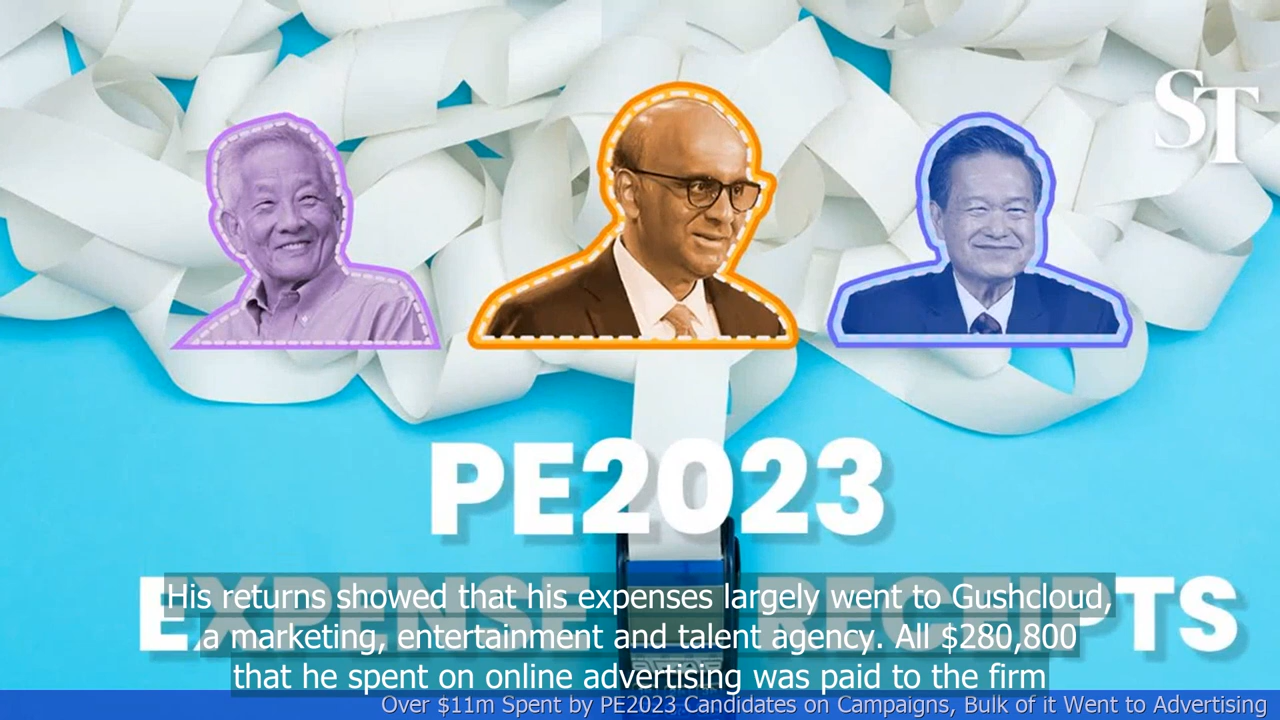 ST
PE2023
EXPENSE RECEIPTS
His returns showed that his expenses largely went to Gushcloud,
a marketing, entertainment and talent agency. All $280,800
that he spent on online advertising was paid to the firm
Over $11m Spent by PE2023 Candidates on Campaigns, Bulk of it Went to Advertising